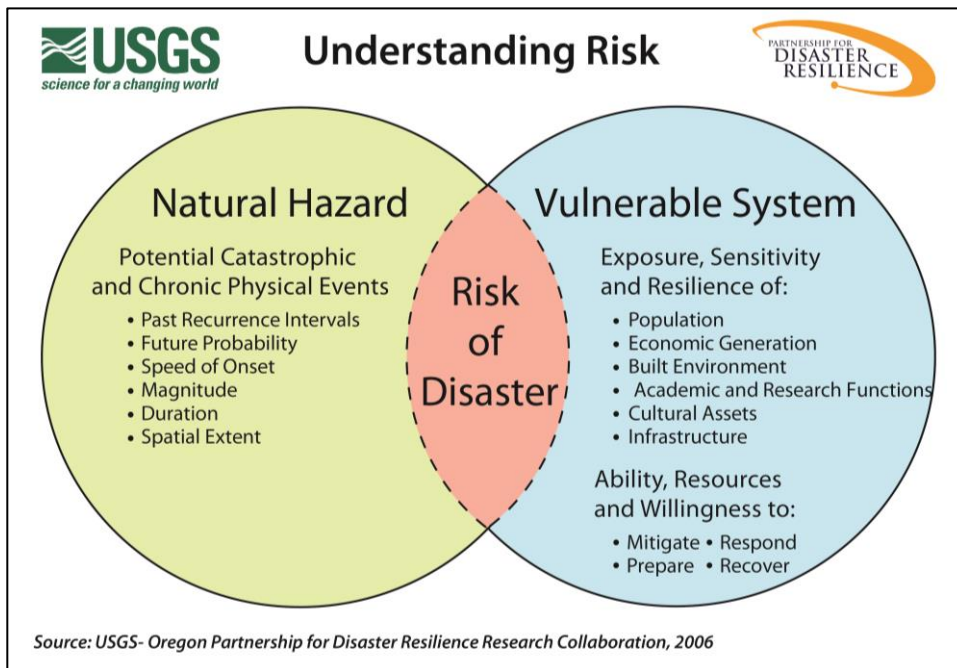 USGS
science for a changing world
Understanding Risk
PARTNERSHIP FOR
DISASTER
RESILIENCE
Natural Hazard
Potential Catastrophic
and Chronic Physical Events
• Past Recurrence Intervals
• Future Probability
• Speed of Onset
• Magnitude
• Duration
• Spatial Extent
Risk
of
Disaster
Vulnerable System
Exposure, Sensitivity
and Resilience of:
• Population
• Economic Generation
• Built Environment
• Academic and Research Functions
• Cultural Assets
• Infrastructure
Ability, Resources
and Willingness to:
• Mitigate • Respond
• Prepare • Recover
Source: USGS- Oregon Partnership for Disaster Resilience Research Collaboration, 2006